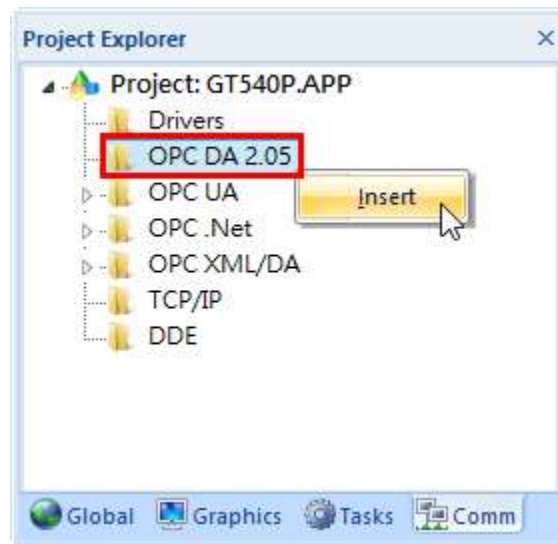 Project Explorer
Project: GT540P.APP
Drivers
OPC DA 2.05
OPC UA
Insert
OPC .Net
OPC XML/DA
TCP/IP
DDE
Global Graphics Tasks Comm